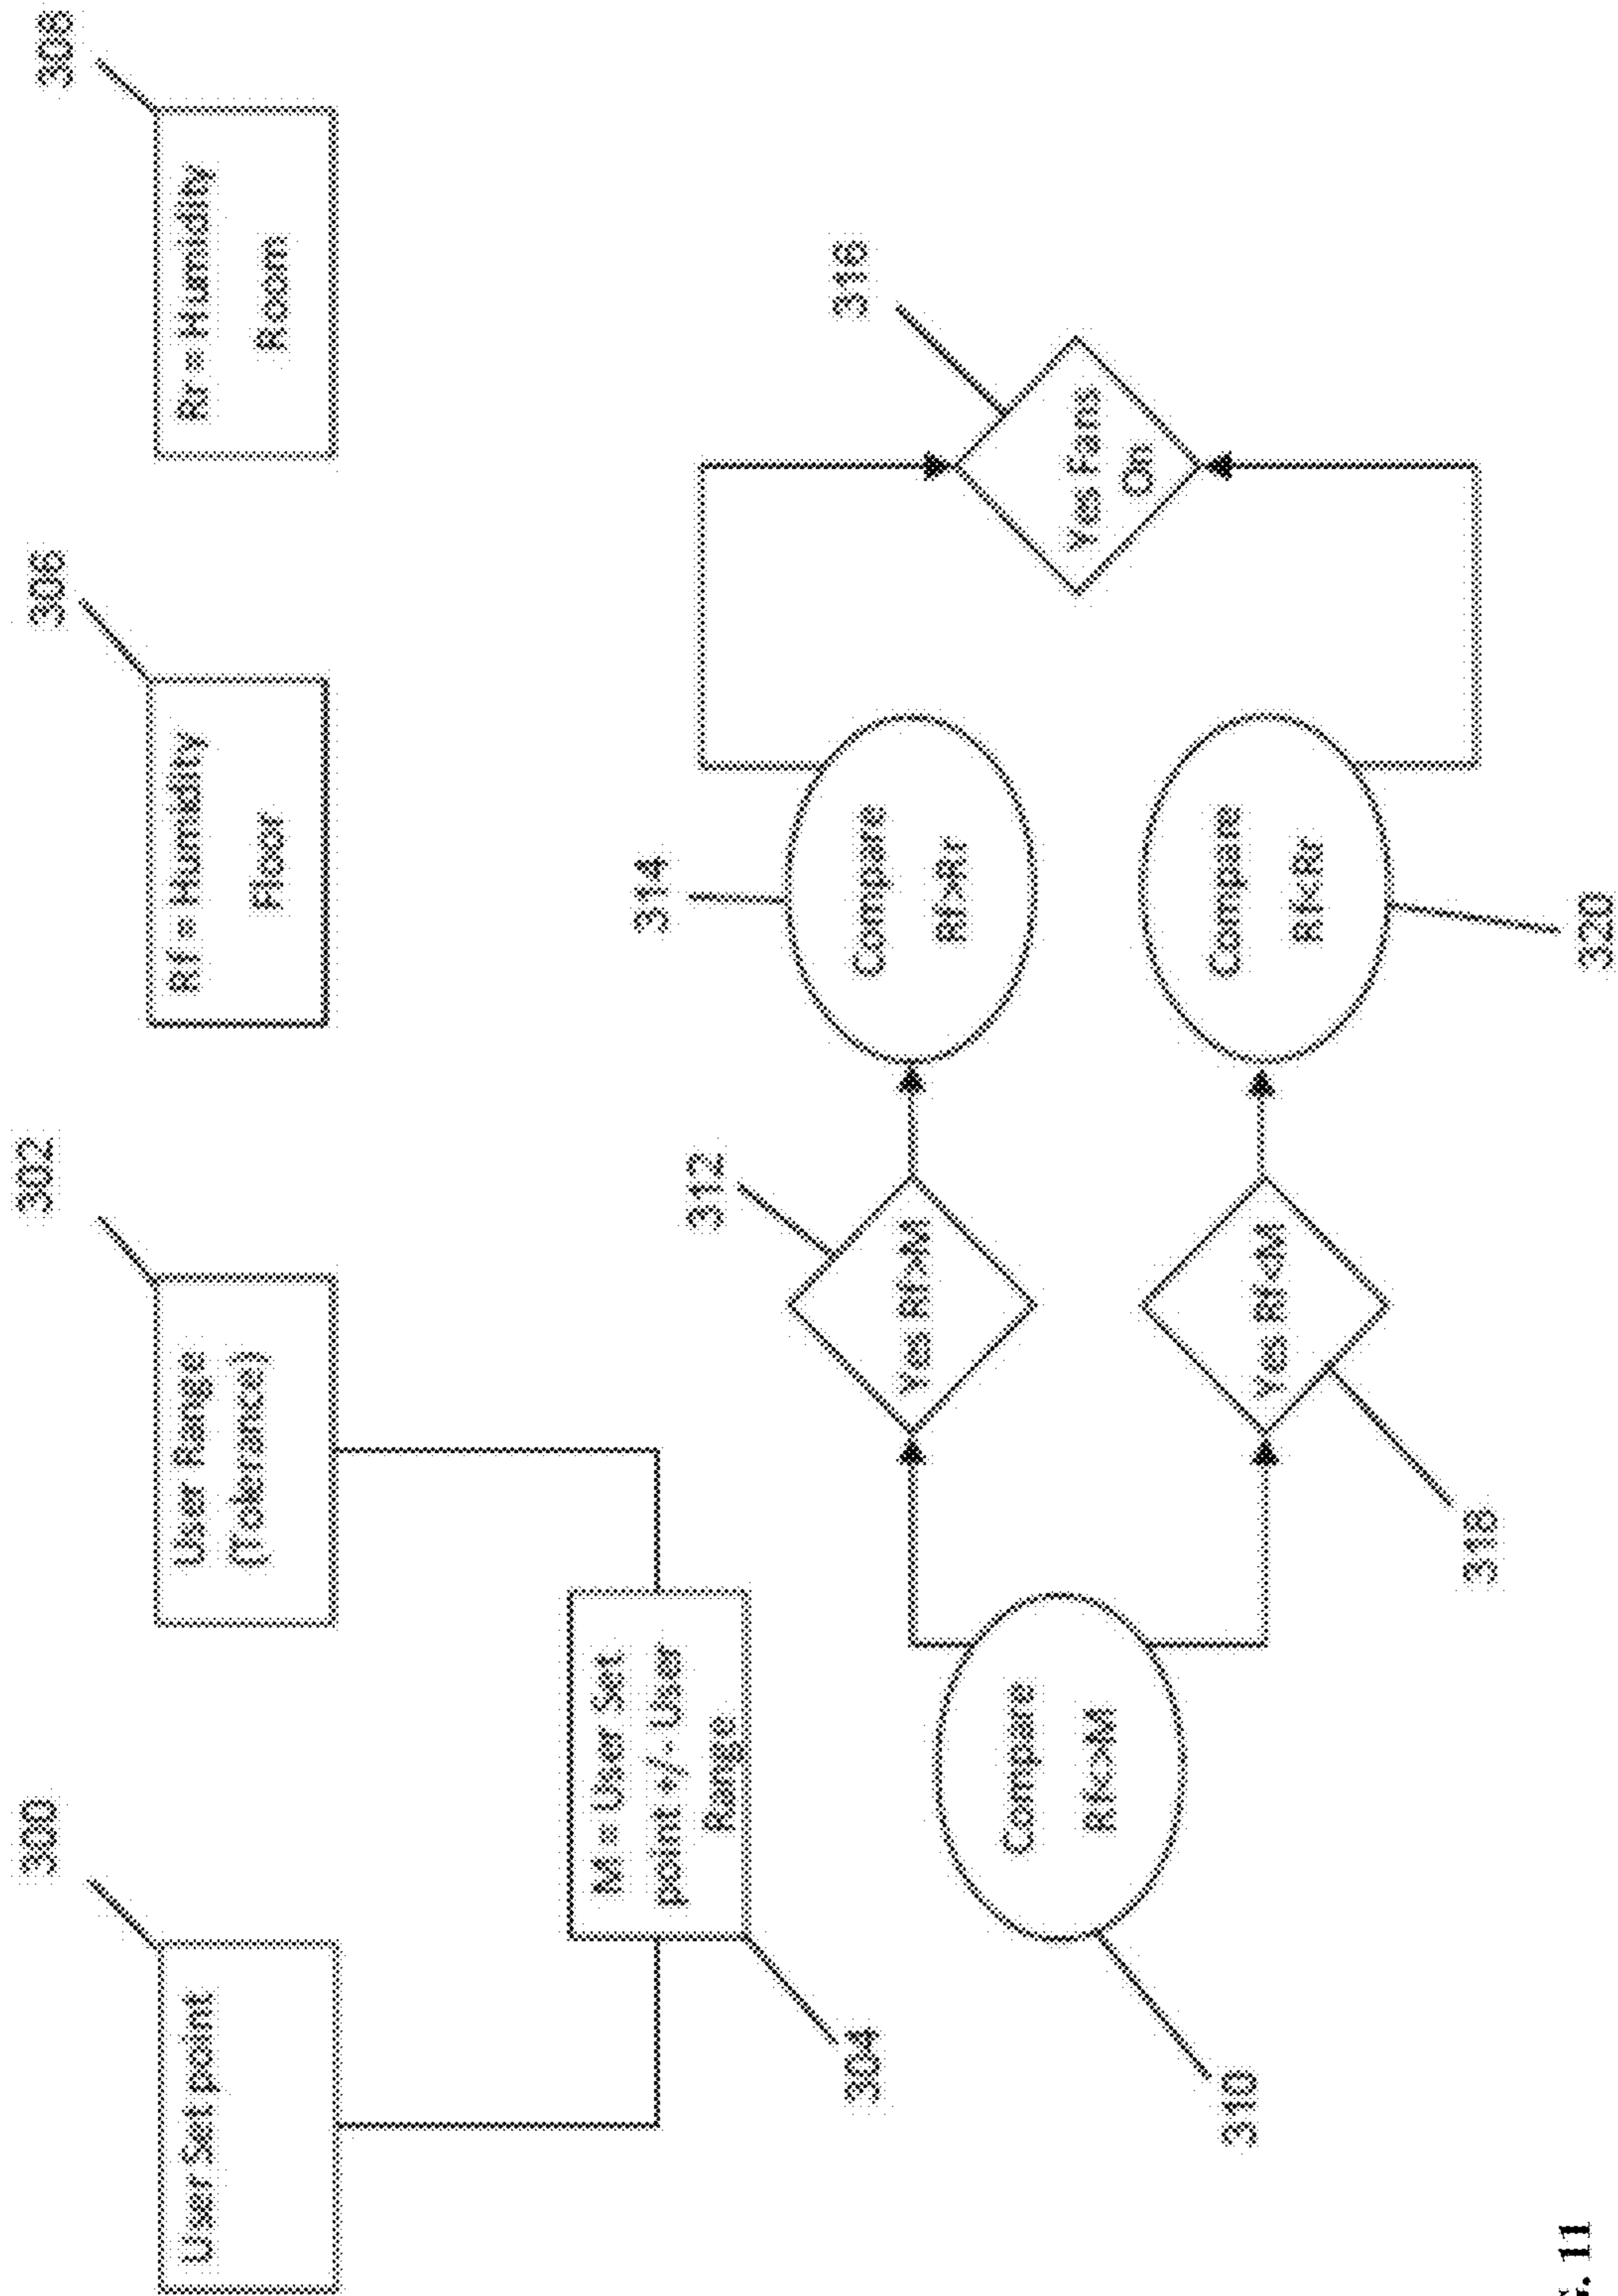 300
302
306
308
User Set point
User Range
(Tolerance)
Rf = Humidity
Floor
Rr = Humidity
Room
M = User Set
point +/- User
Range
304
310
Compare
Rf<>M
312
Yes Rf>M
314
Compare
Rf>Rr
316
Yes Fans
On
318
Yes Rf<M
320
Compare
Rf<Rr
. 11